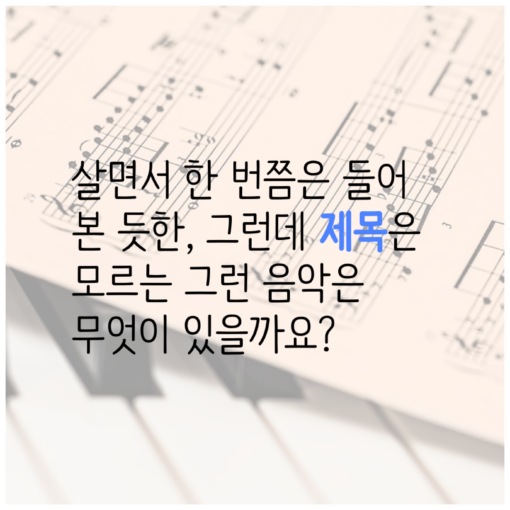 살면서 한 번쯤은 들어
본 듯한, 그런데 제목은
모르는 그런 음악은
무엇이 있을까요?